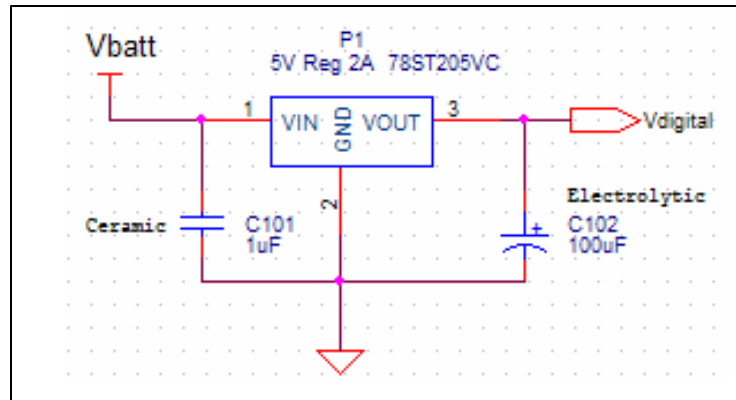 Vbatt
P1
5V Reg 2A 78ST205VC
1
VIN
GND
VOUT
3
Vdigital
2
Ceramic
C101
1uF
Electrolytic
+
C102
100uF